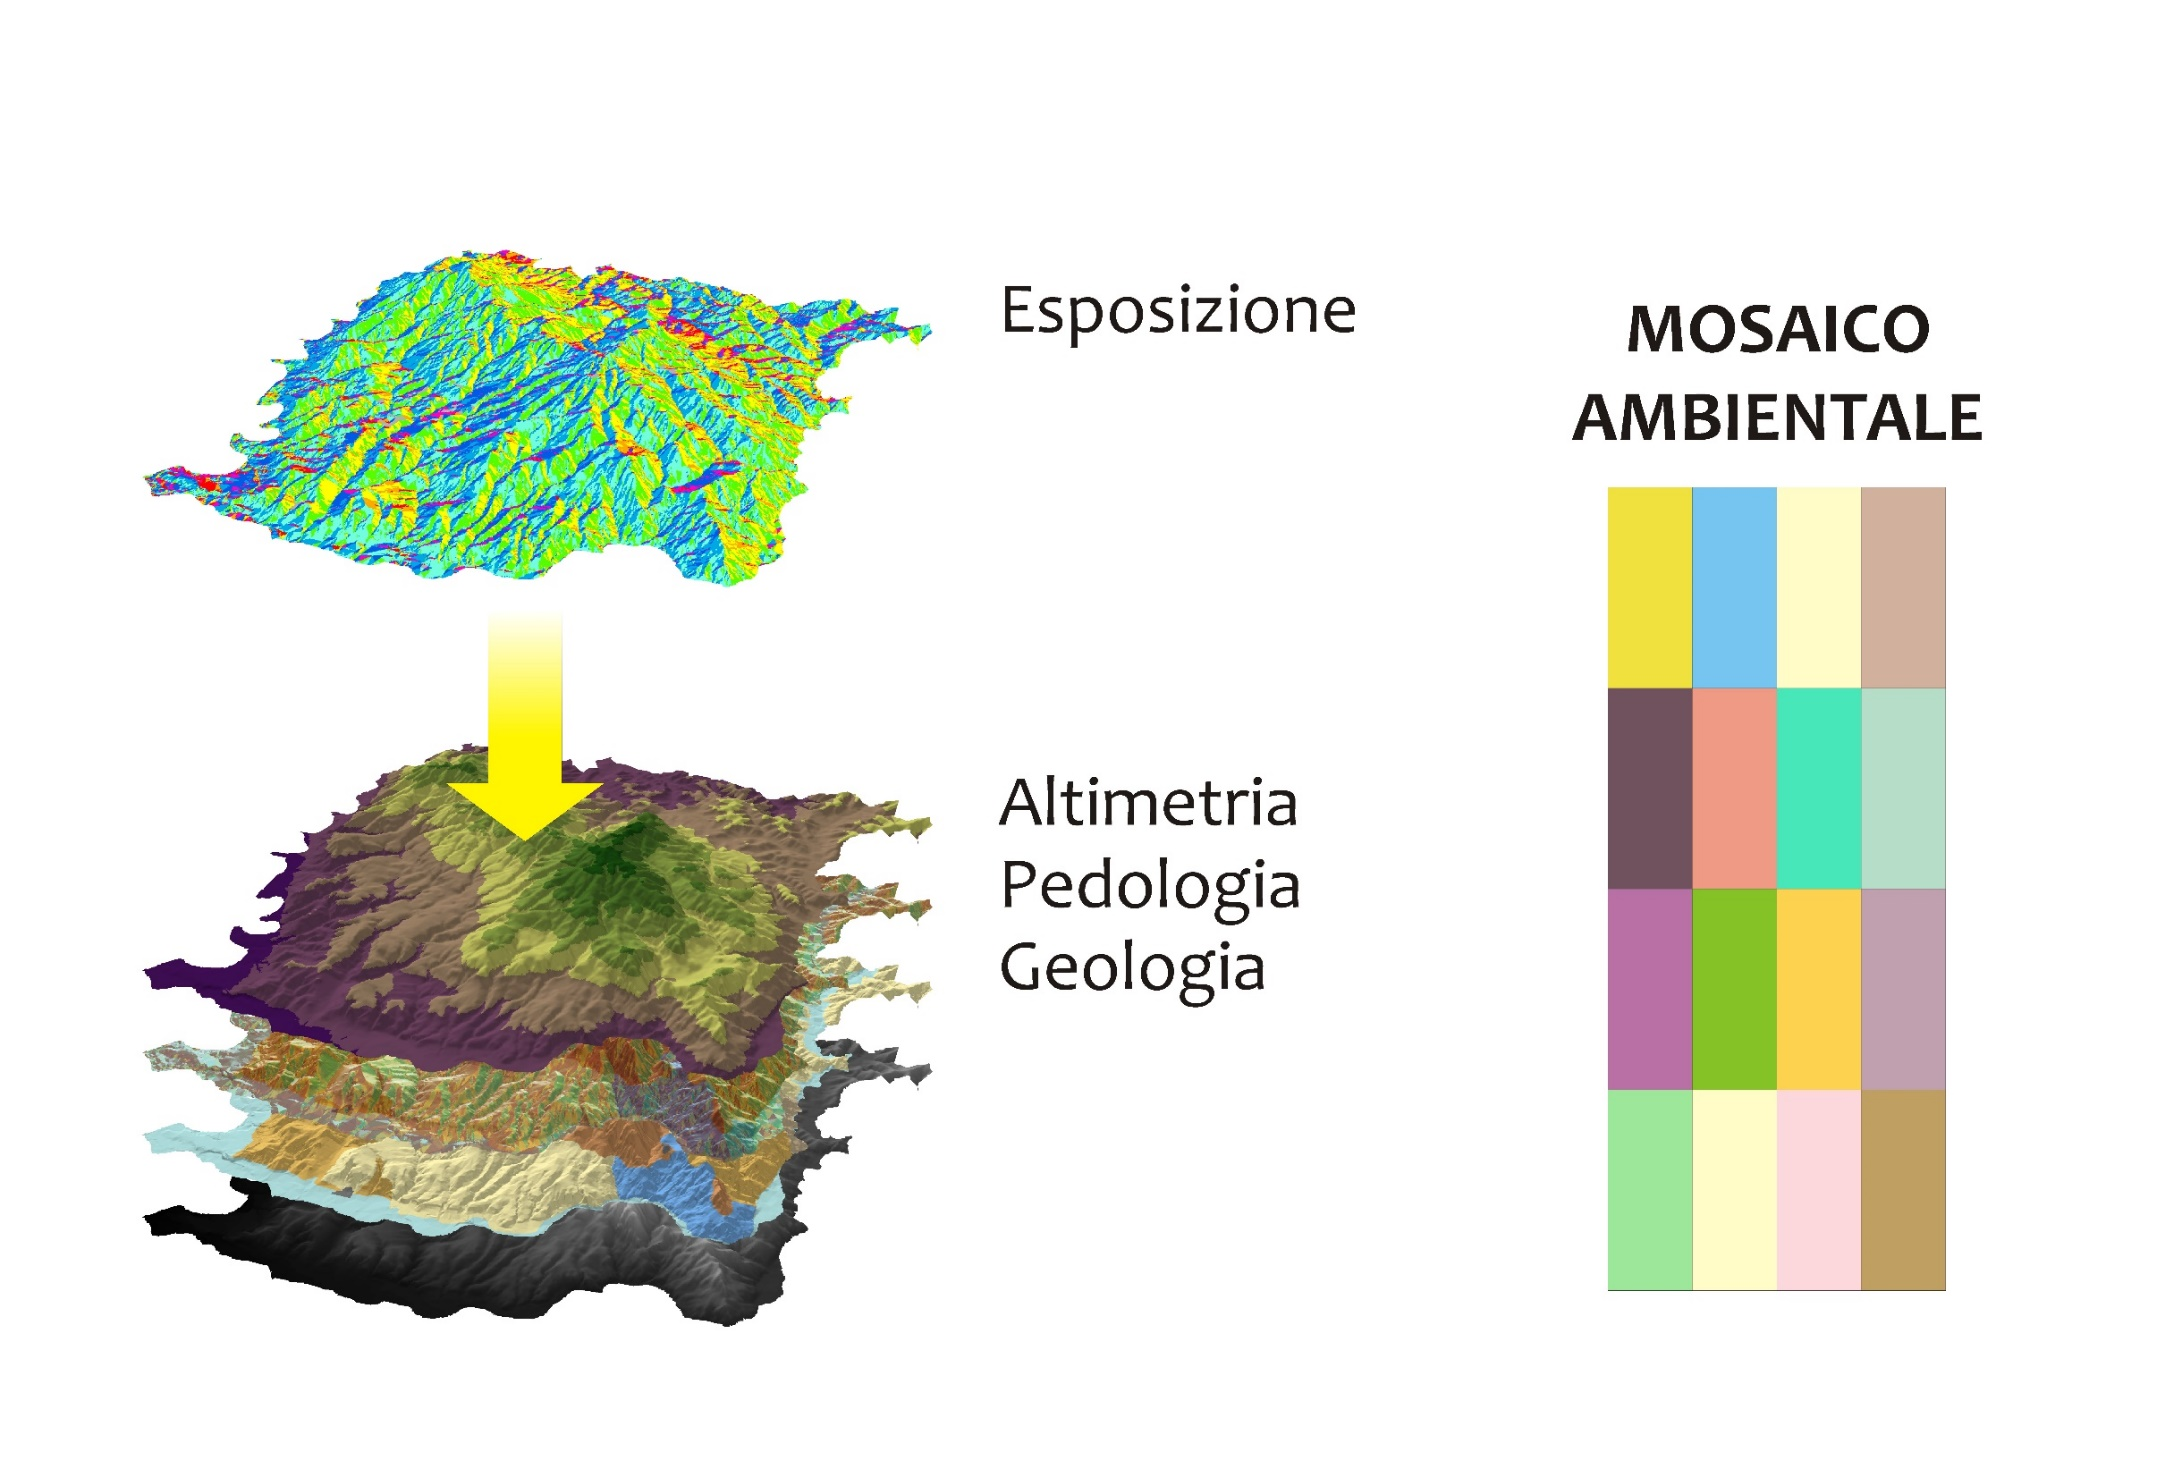 Esposizione
MOSAICO
AMBIENTALE
Altimetria
Pedologia
Geologia